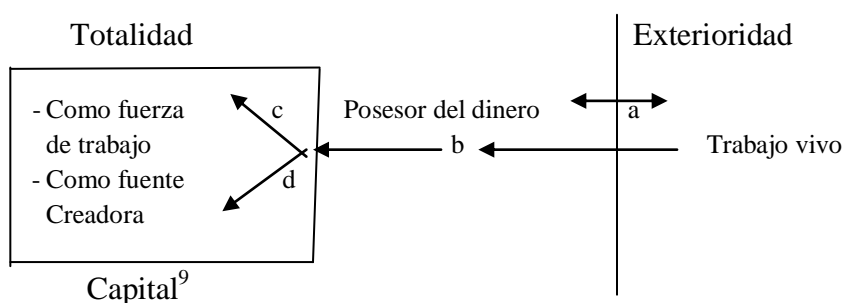 Totalidad
Exterioridad
- Como fuerza
de trabajo
- Como fuente
Creadora
c
d
Posesor del dinero
b
a
Trabajo vivo
Capital⁹